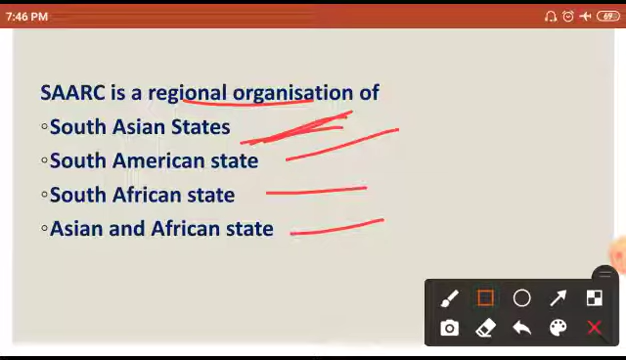 7:46 PM
69
SAARC is a regional organisation of
◦South Asian States
◦South American state
◦South African state
◦Asian and African state